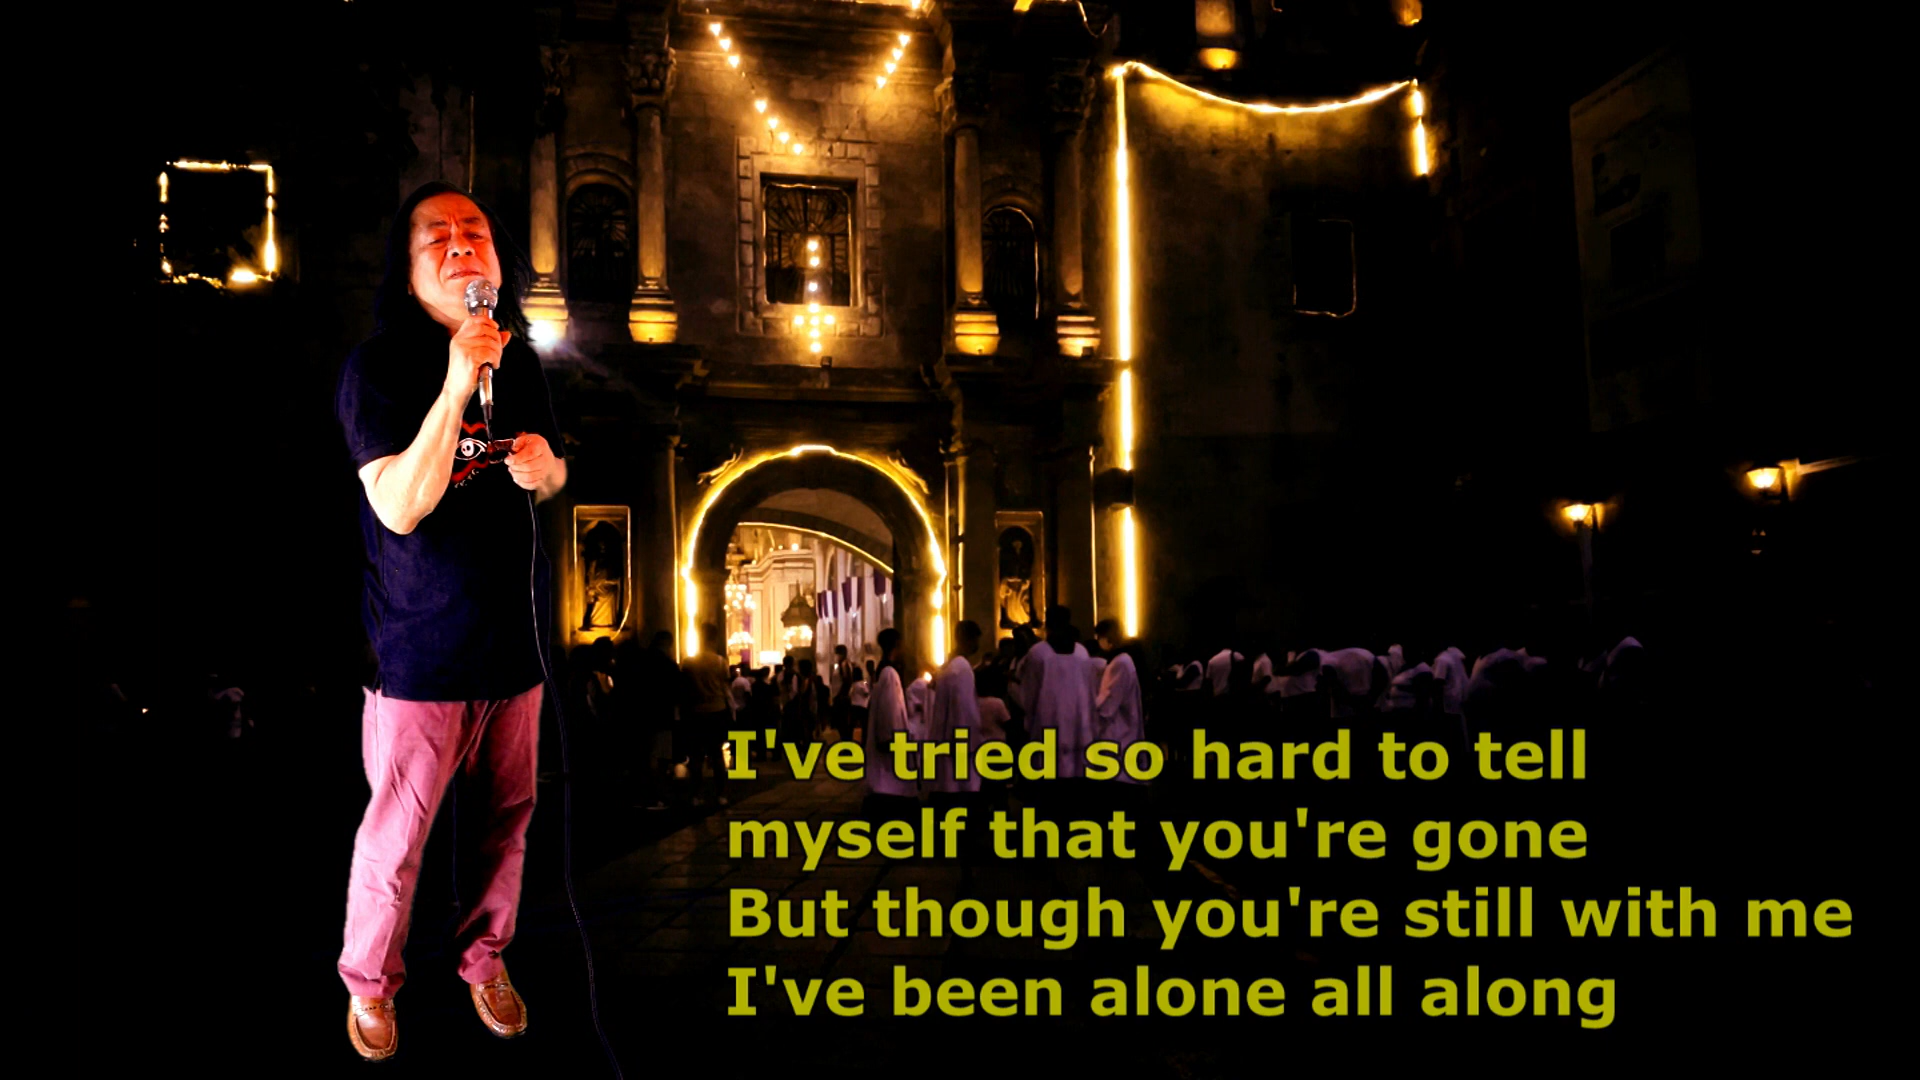 I've tried so hard to tell
myself that you're gone
But though you're still with me
I've been alone all along